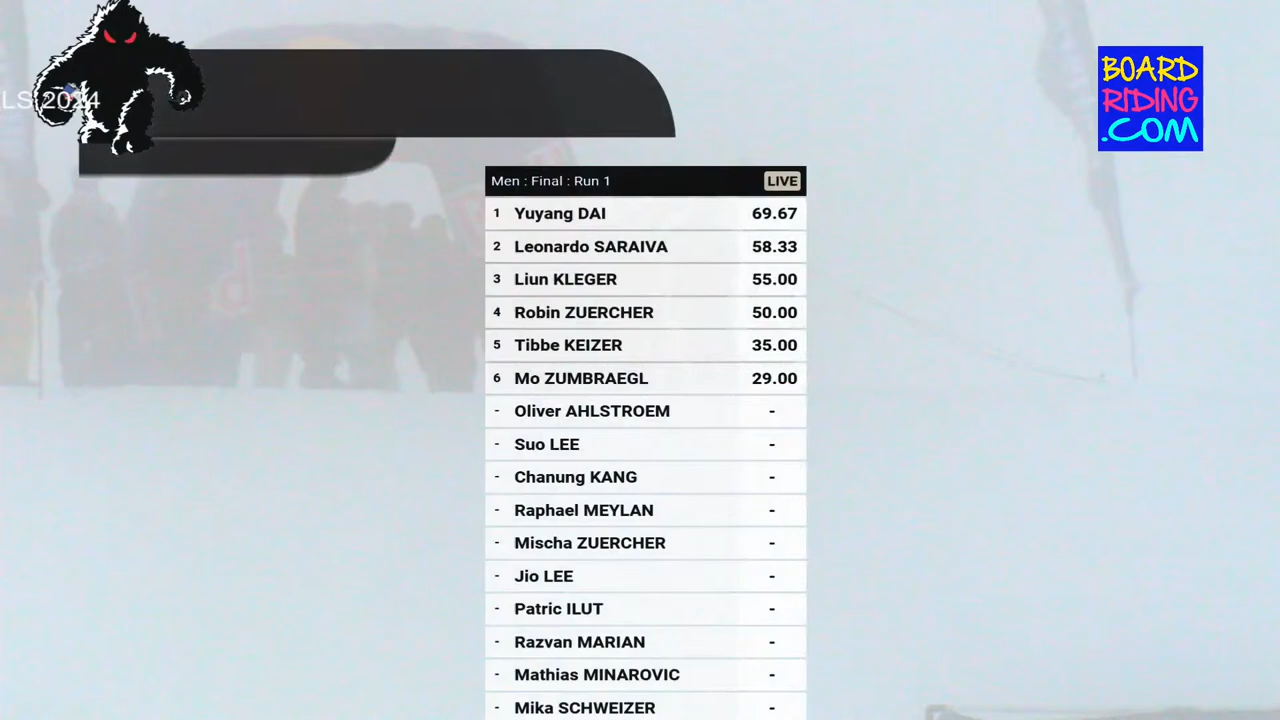 LS 2024
BOARD
RIDING
.COM
Men : Final : Run 1 LIVE
1 Yuyang DAI 69.67
2 Leonardo SARAIVA 58.33
3 Liun KLEGER 55.00
4 Robin ZUERCHER 50.00
5 Tibbe KEIZER 35.00
6 Mo ZUMBRAEGL 29.00
- Oliver AHLSTROEM -
- Suo LEE -
- Chanung KANG -
- Raphael MEYLAN -
- Mischa ZUERCHER -
- Jio LEE -
- Patric ILUT -
- Razvan MARIAN -
- Mathias MINAROVIC -
- Mika SCHWEIZER -